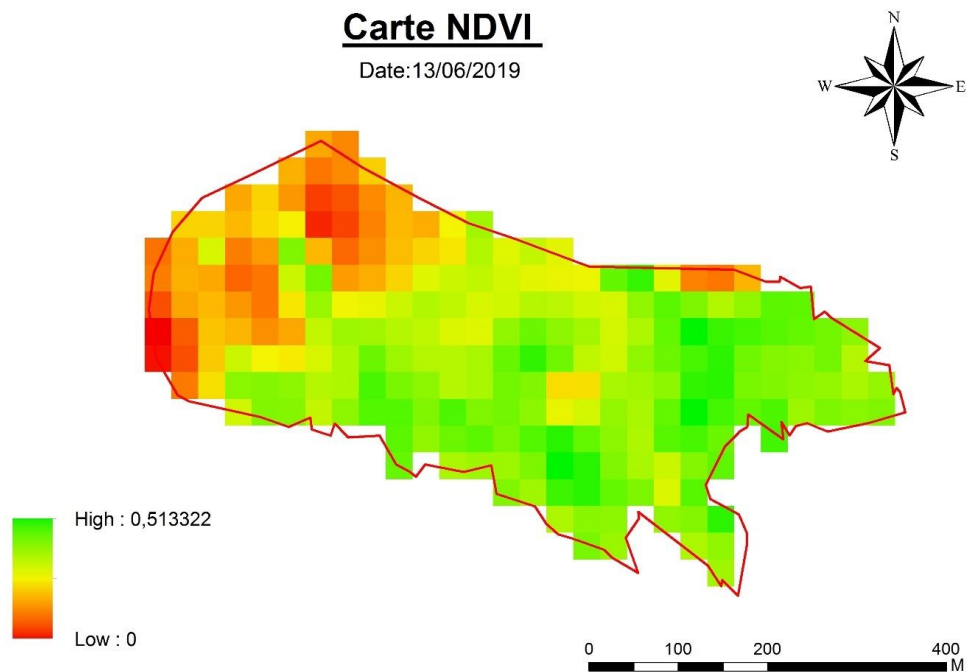 Carte NDVI
Date:13/06/2019
N
W E
S
High : 0,513322
Low : 0
0 100 200 400
M